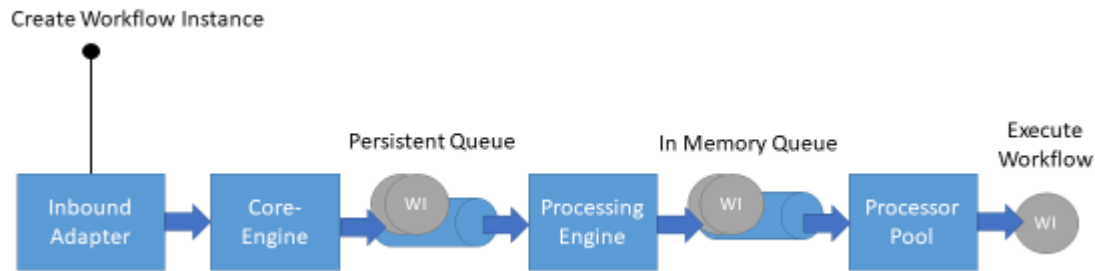 Create Workflow Instance
Persistent Queue
In Memory Queue
Execute
Workflow
Inbound
Adapter
Core-
Engine
WI
Processing
Engine
WI
Processor
Pool
WI